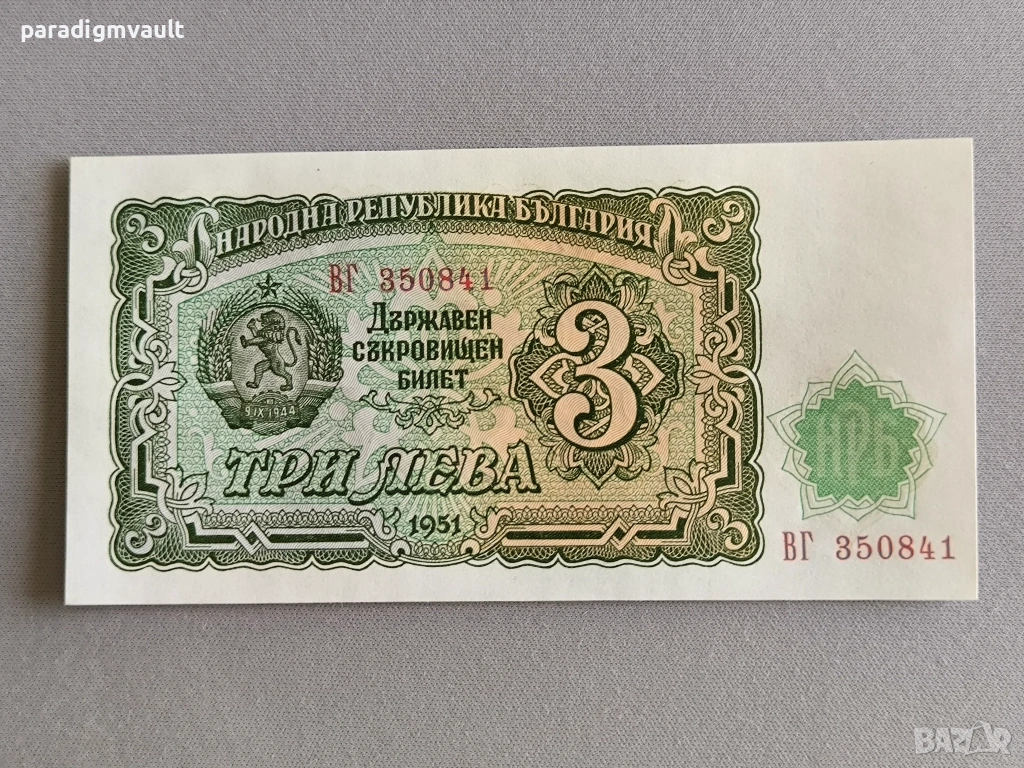 paradigmvault
НАРОДНА РЕПУБЛИКА БЪЛГАРИЯ
ВГ 350841
ДЪРЖАВЕН
СЪКРОВИЩЕН
БИЛЕТ
3
9 IX 1944
ТРИ ЛЕВА
1951
НРБ
ВГ 350841
BAZAR